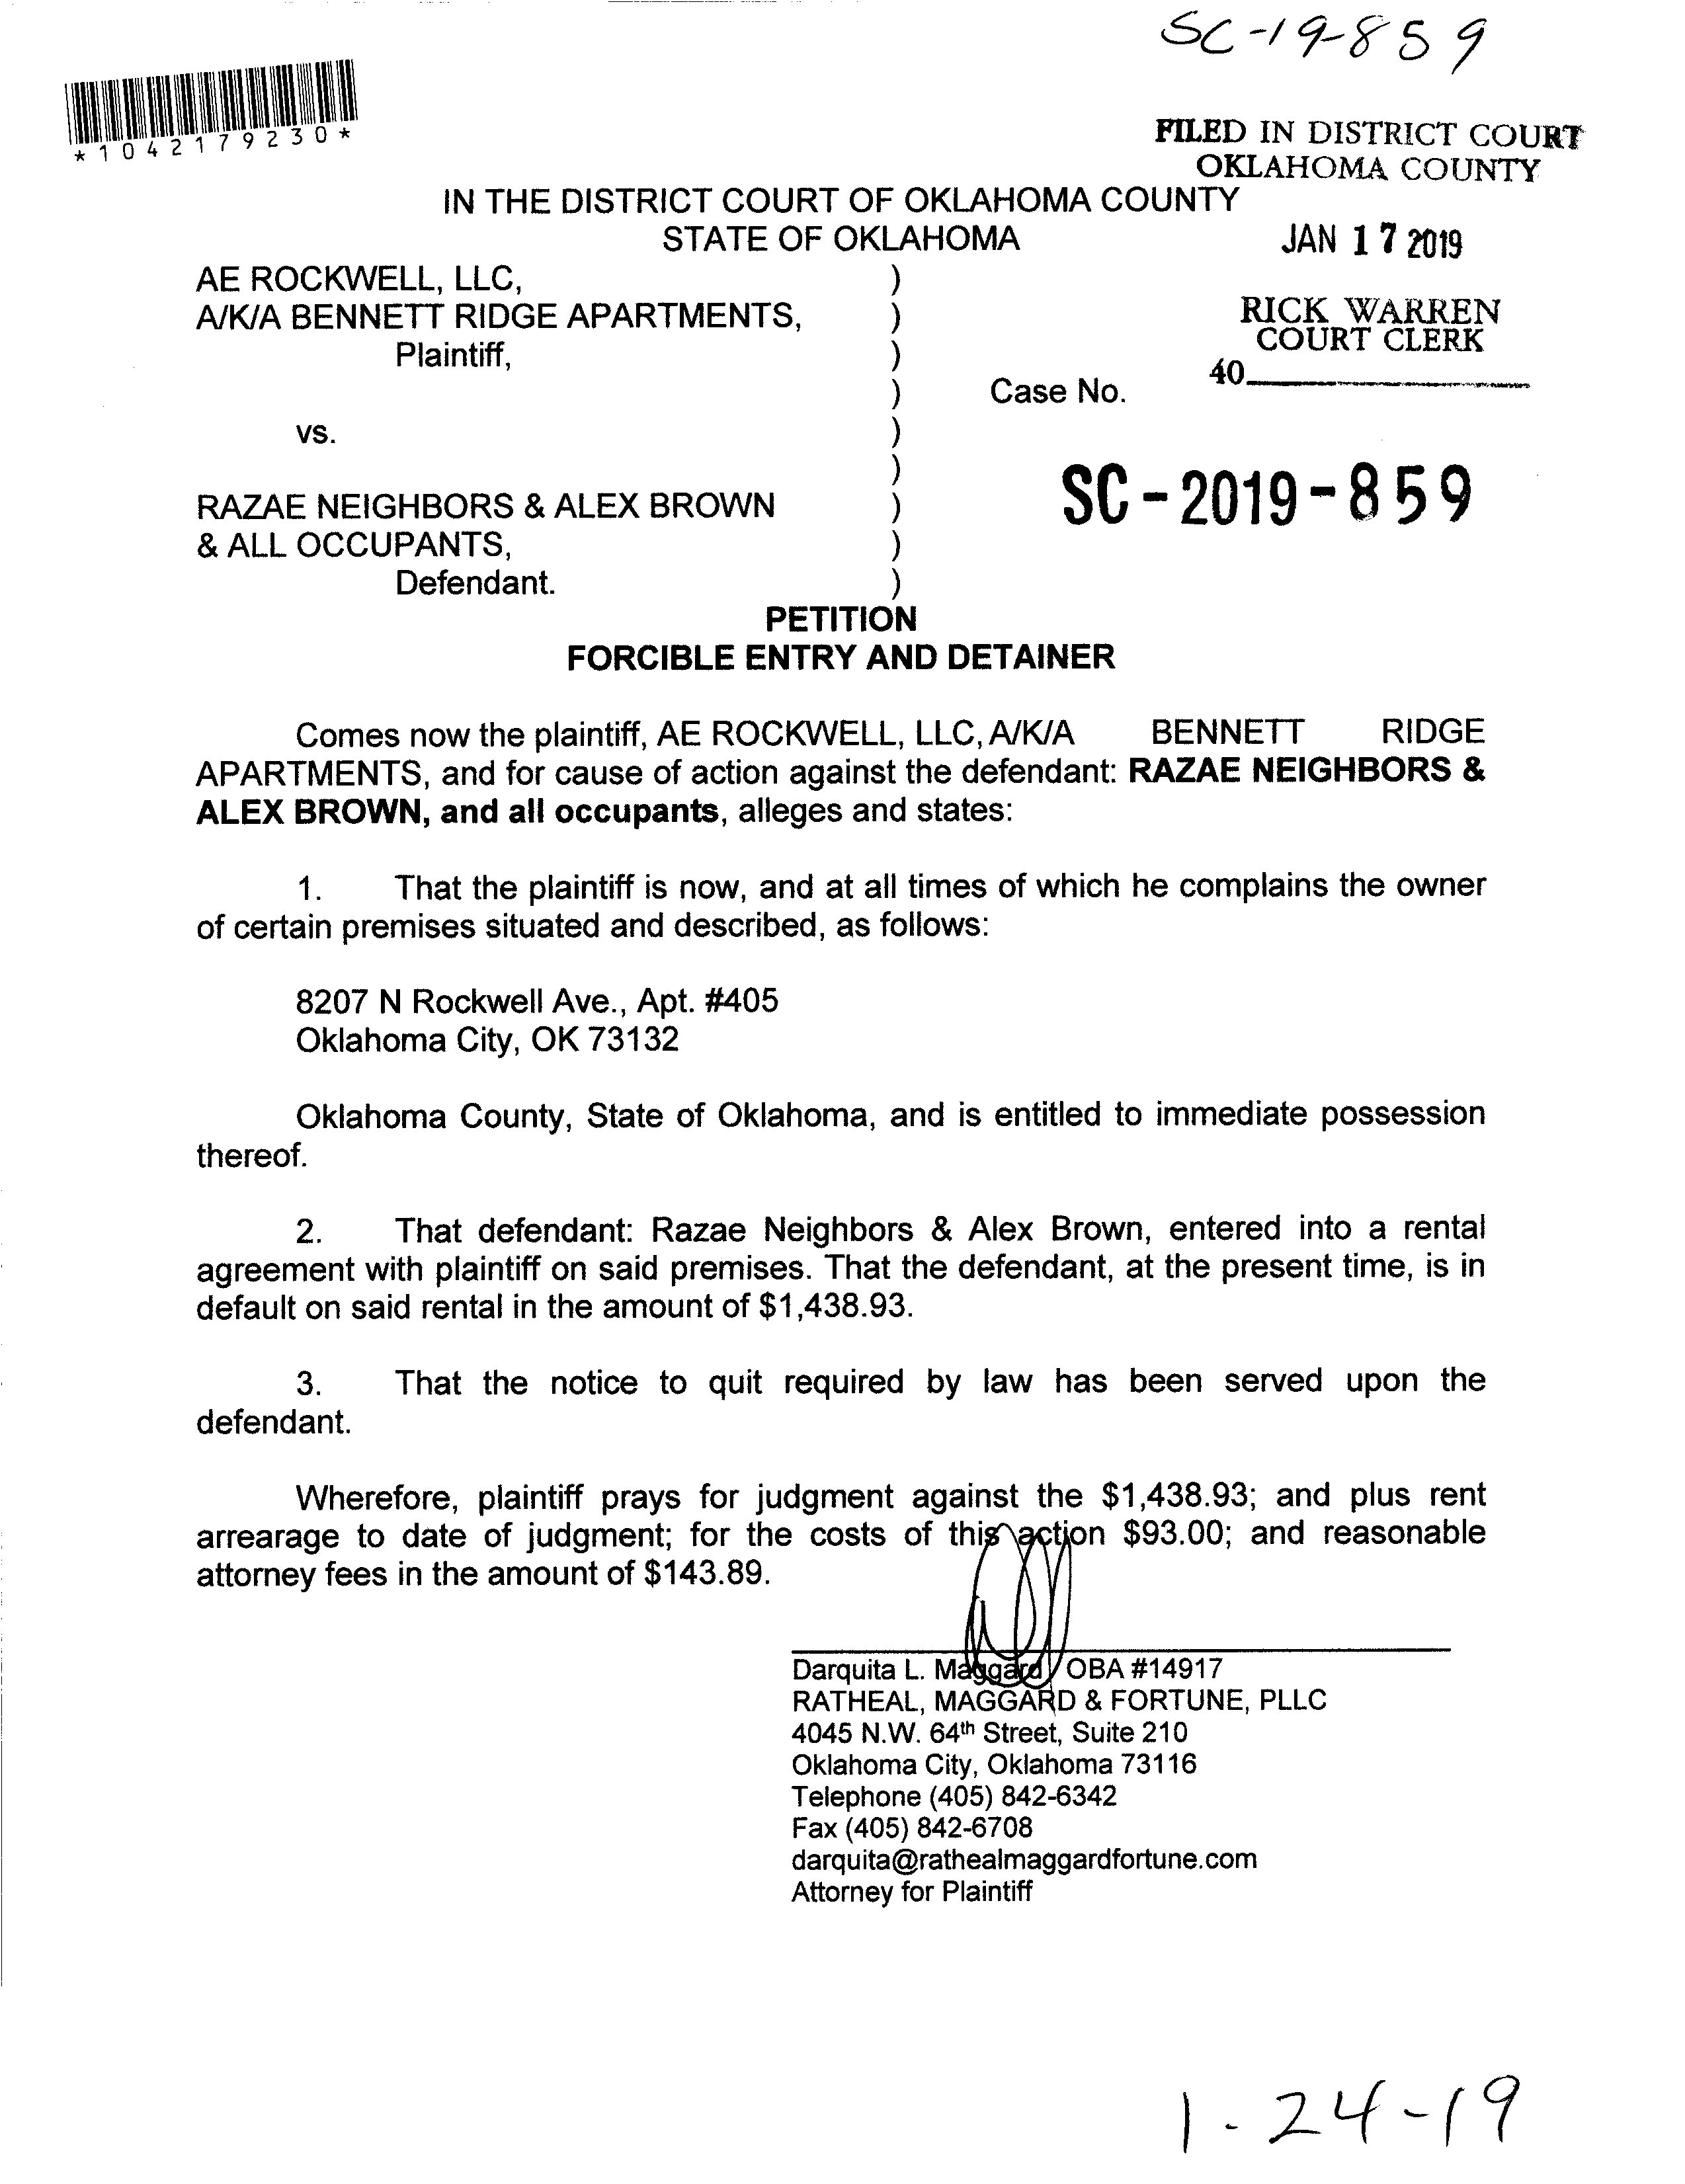 SC-19-859
*1042179230*
FILED IN DISTRICT COURT
OKLAHOMA COUNTY
IN THE DISTRICT COURT OF OKLAHOMA COUNTY
STATE OF OKLAHOMA
JAN 17 2019
AE ROCKWELL, LLC, )
A/K/A BENNETT RIDGE APARTMENTS, )
RICK WARREN
COURT CLERK
Plaintiff, )
40
) Case No.
vs. )
)
SC-2019-859
RAZAE NEIGHBORS & ALEX BROWN )
& ALL OCCUPANTS, )
Defendant. )
PETITION
FORCIBLE ENTRY AND DETAINER
Comes now the plaintiff, AE ROCKWELL, LLC, A/K/A BENNETT RIDGE
APARTMENTS, and for cause of action against the defendant: RAZAE NEIGHBORS &
ALEX BROWN, and all occupants, alleges and states:
1. That the plaintiff is now, and at all times of which he complains the owner
of certain premises situated and described, as follows:
8207 N Rockwell Ave., Apt. #405
Oklahoma City, OK 73132
Oklahoma County, State of Oklahoma, and is entitled to immediate possession
thereof.
2. That defendant: Razae Neighbors & Alex Brown, entered into a rental
agreement with plaintiff on said premises. That the defendant, at the present time, is in
default on said rental in the amount of $1,438.93.
3. That the notice to quit required by law has been served upon the
defendant.
Wherefore, plaintiff prays for judgment against the $1,438.93; and plus rent
arrearage to date of judgment; for the costs of this action $93.00; and reasonable
attorney fees in the amount of $143.89.
Darquita L. Maggard, OBA #14917
RATHEAL, MAGGARD & FORTUNE, PLLC
4045 N.W. 64th Street, Suite 210
Oklahoma City, Oklahoma 73116
Telephone (405) 842-6342
Fax (405) 842-6708
darquita@rathealmaggardfortune.com
Attorney for Plaintiff
1-24-19